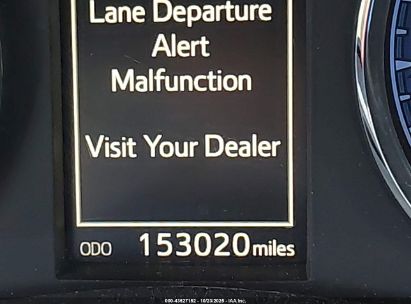 Lane Departure
Alert
Malfunction
Visit Your Dealer
ODO 153020 miles